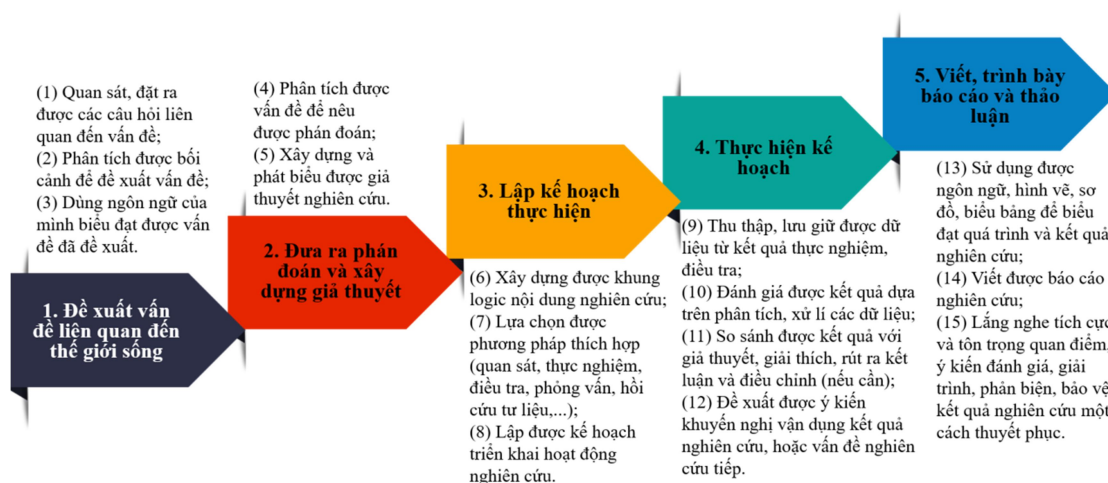 1. Đề xuất vấn
đề liên quan đến
thế giới sống
(1) Quan sát, đặt ra
được các câu hỏi liên
quan đến vấn đề;
(2) Phân tích được bối
cảnh để đề xuất vấn đề;
(3) Dùng ngôn ngữ của
mình biểu đạt được vấn
đề đã đề xuất.
2. Đưa ra phán
đoán và xây
dựng giả thuyết
(4) Phân tích được
vấn đề để nêu
được phán đoán;
(5) Xây dựng và
phát biểu được giả
thuyết nghiên cứu.
3. Lập kế hoạch
thực hiện
(6) Xây dựng được khung
logic nội dung nghiên cứu;
(7) Lựa chọn được
phương pháp thích hợp
(quan sát, thực nghiệm,
điều tra, phỏng vấn, hồi
cứu tư liệu,...);
(8) Lập được kế hoạch
triển khai hoạt động
nghiên cứu.
4. Thực hiện kế
hoạch
(9) Thu thập, lưu giữ được dữ
liệu từ kết quả thực nghiệm,
điều tra;
(10) Đánh giá được kết quả dựa
trên phân tích, xử lí các dữ liệu;
(11) So sánh được kết quả với
giả thuyết, giải thích, rút ra kết
luận và điều chỉnh (nếu cần);
(12) Đề xuất được ý kiến
khuyến nghị vận dụng kết quả
nghiên cứu, hoặc vấn đề nghiên
cứu tiếp.
5. Viết, trình bày
báo cáo và thảo
luận
(13) Sử dụng được
ngôn ngữ, hình vẽ, sơ
đồ, biểu bảng để biểu
đạt quá trình và kết quả
nghiên cứu;
(14) Viết được báo cáo
nghiên cứu;
(15) Lắng nghe tích cực
và tôn trọng quan điểm,
ý kiến đánh giá, giải
trình, phản biện, bảo vệ
kết quả nghiên cứu một
cách thuyết phục.